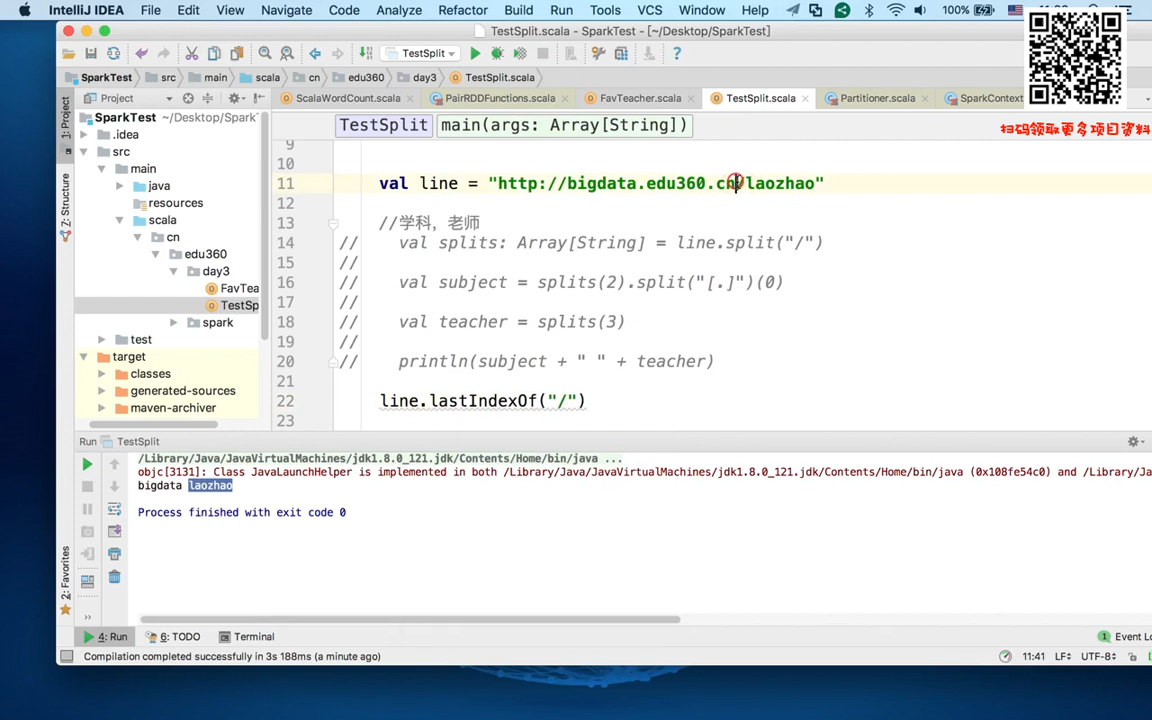 IntelliJ IDEA File Edit View Navigate Code Analyze Refactor Build Run Tools VCS Window Help 100%
TestSplit.scala - SparkTest - [~/Desktop/SparkTest]
TestSplit
SparkTest src main scala cn edu360 day3 TestSplit.scala
Project ScalaWordCount.scala PairRDDFunctions.scala FavTeacher.scala TestSplit.scala Partitioner.scala SparkContext
扫码领取更多项目资料
1: Project
7: Structure
2: Favorites
SparkTest ~/Desktop/Spark
.idea
src
main
java
resources
scala
cn
edu360
day3
FavTea
TestSp
spark
test
target
classes
generated-sources
maven-archiver
TestSplit main(args: Array[String])
9
10
11 val line = "http://bigdata.edu360.cn/laozhao"
12
13 //学科，老师
14 // val splits: Array[String] = line.split("/")
15 //
16 // val subject = splits(2).split("[.]")(0)
17 //
18 // val teacher = splits(3)
19 //
20 // println(subject + " " + teacher)
21
22 line.lastIndexOf("/")
23
Run TestSplit
/Library/Java/JavaVirtualMachines/jdk1.8.0_121.jdk/Contents/Home/bin/java ...
objc[3131]: Class JavaLaunchHelper is implemented in both /Library/Java/JavaVirtualMachines/jdk1.8.0_121.jdk/Contents/Home/bin/java (0x108fe54c0) and /Library/J
bigdata laozhao
Process finished with exit code 0
4: Run 6: TODO Terminal 1 Event Lo
Compilation completed successfully in 3s 188ms (a minute ago) 11:41 LF UTF-8